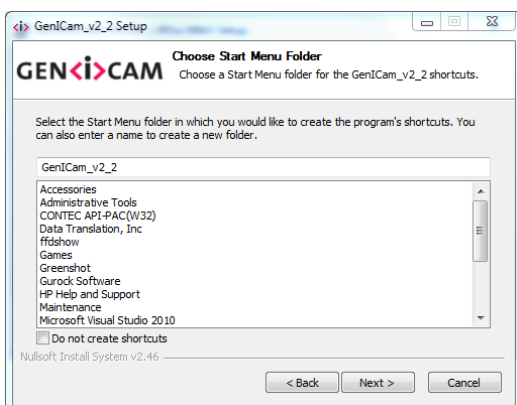 GenICam_v2_2 Setup
GEN<i>CAM
Choose Start Menu Folder
Choose a Start Menu folder for the GenICam_v2_2 shortcuts.
Select the Start Menu folder in which you would like to create the program's shortcuts. You
can also enter a name to create a new folder.
GenICam_v2_2
Accessories
Administrative Tools
CONTEC API-PAC(W32)
Data Translation, Inc
ffdshow
Games
Greenshot
Gurock Software
HP Help and Support
Maintenance
Microsoft Visual Studio 2010
Do not create shortcuts
Nullsoft Install System v2.46
< Back
Next >
Cancel